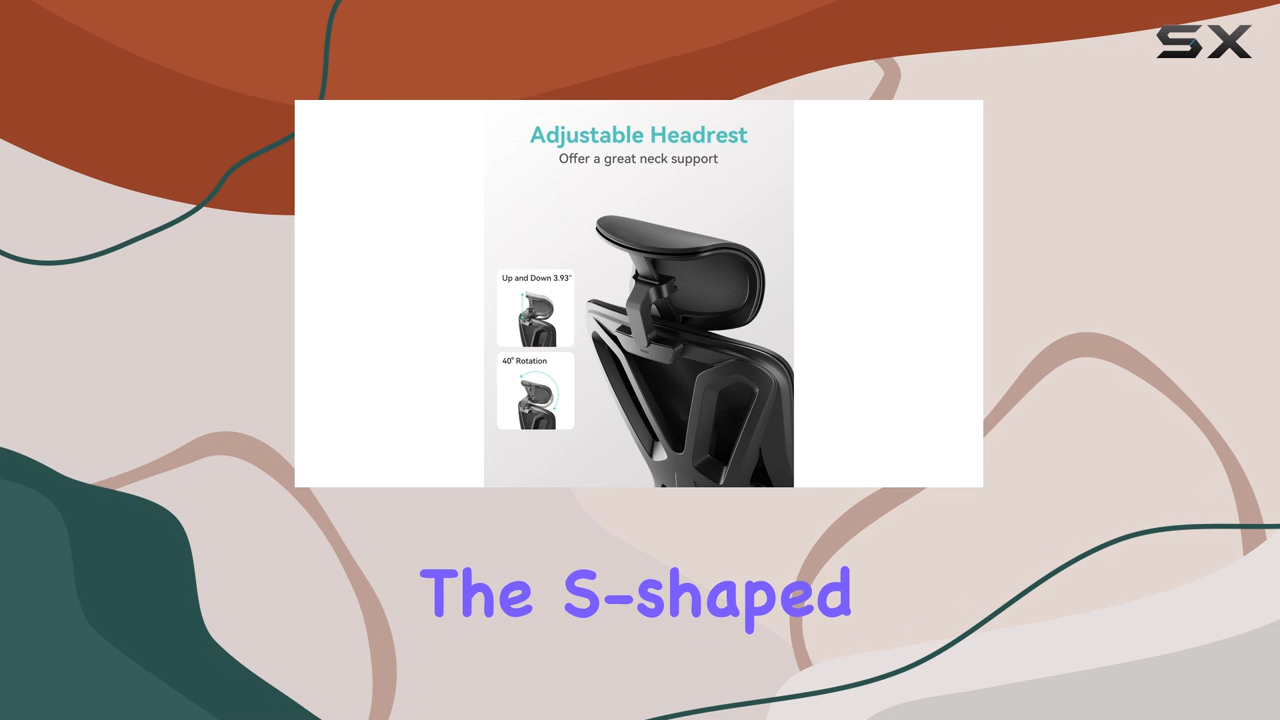 SX
Adjustable Headrest
Offer a great neck support
Up and Down 3.93"
40° Rotation
The S-shaped